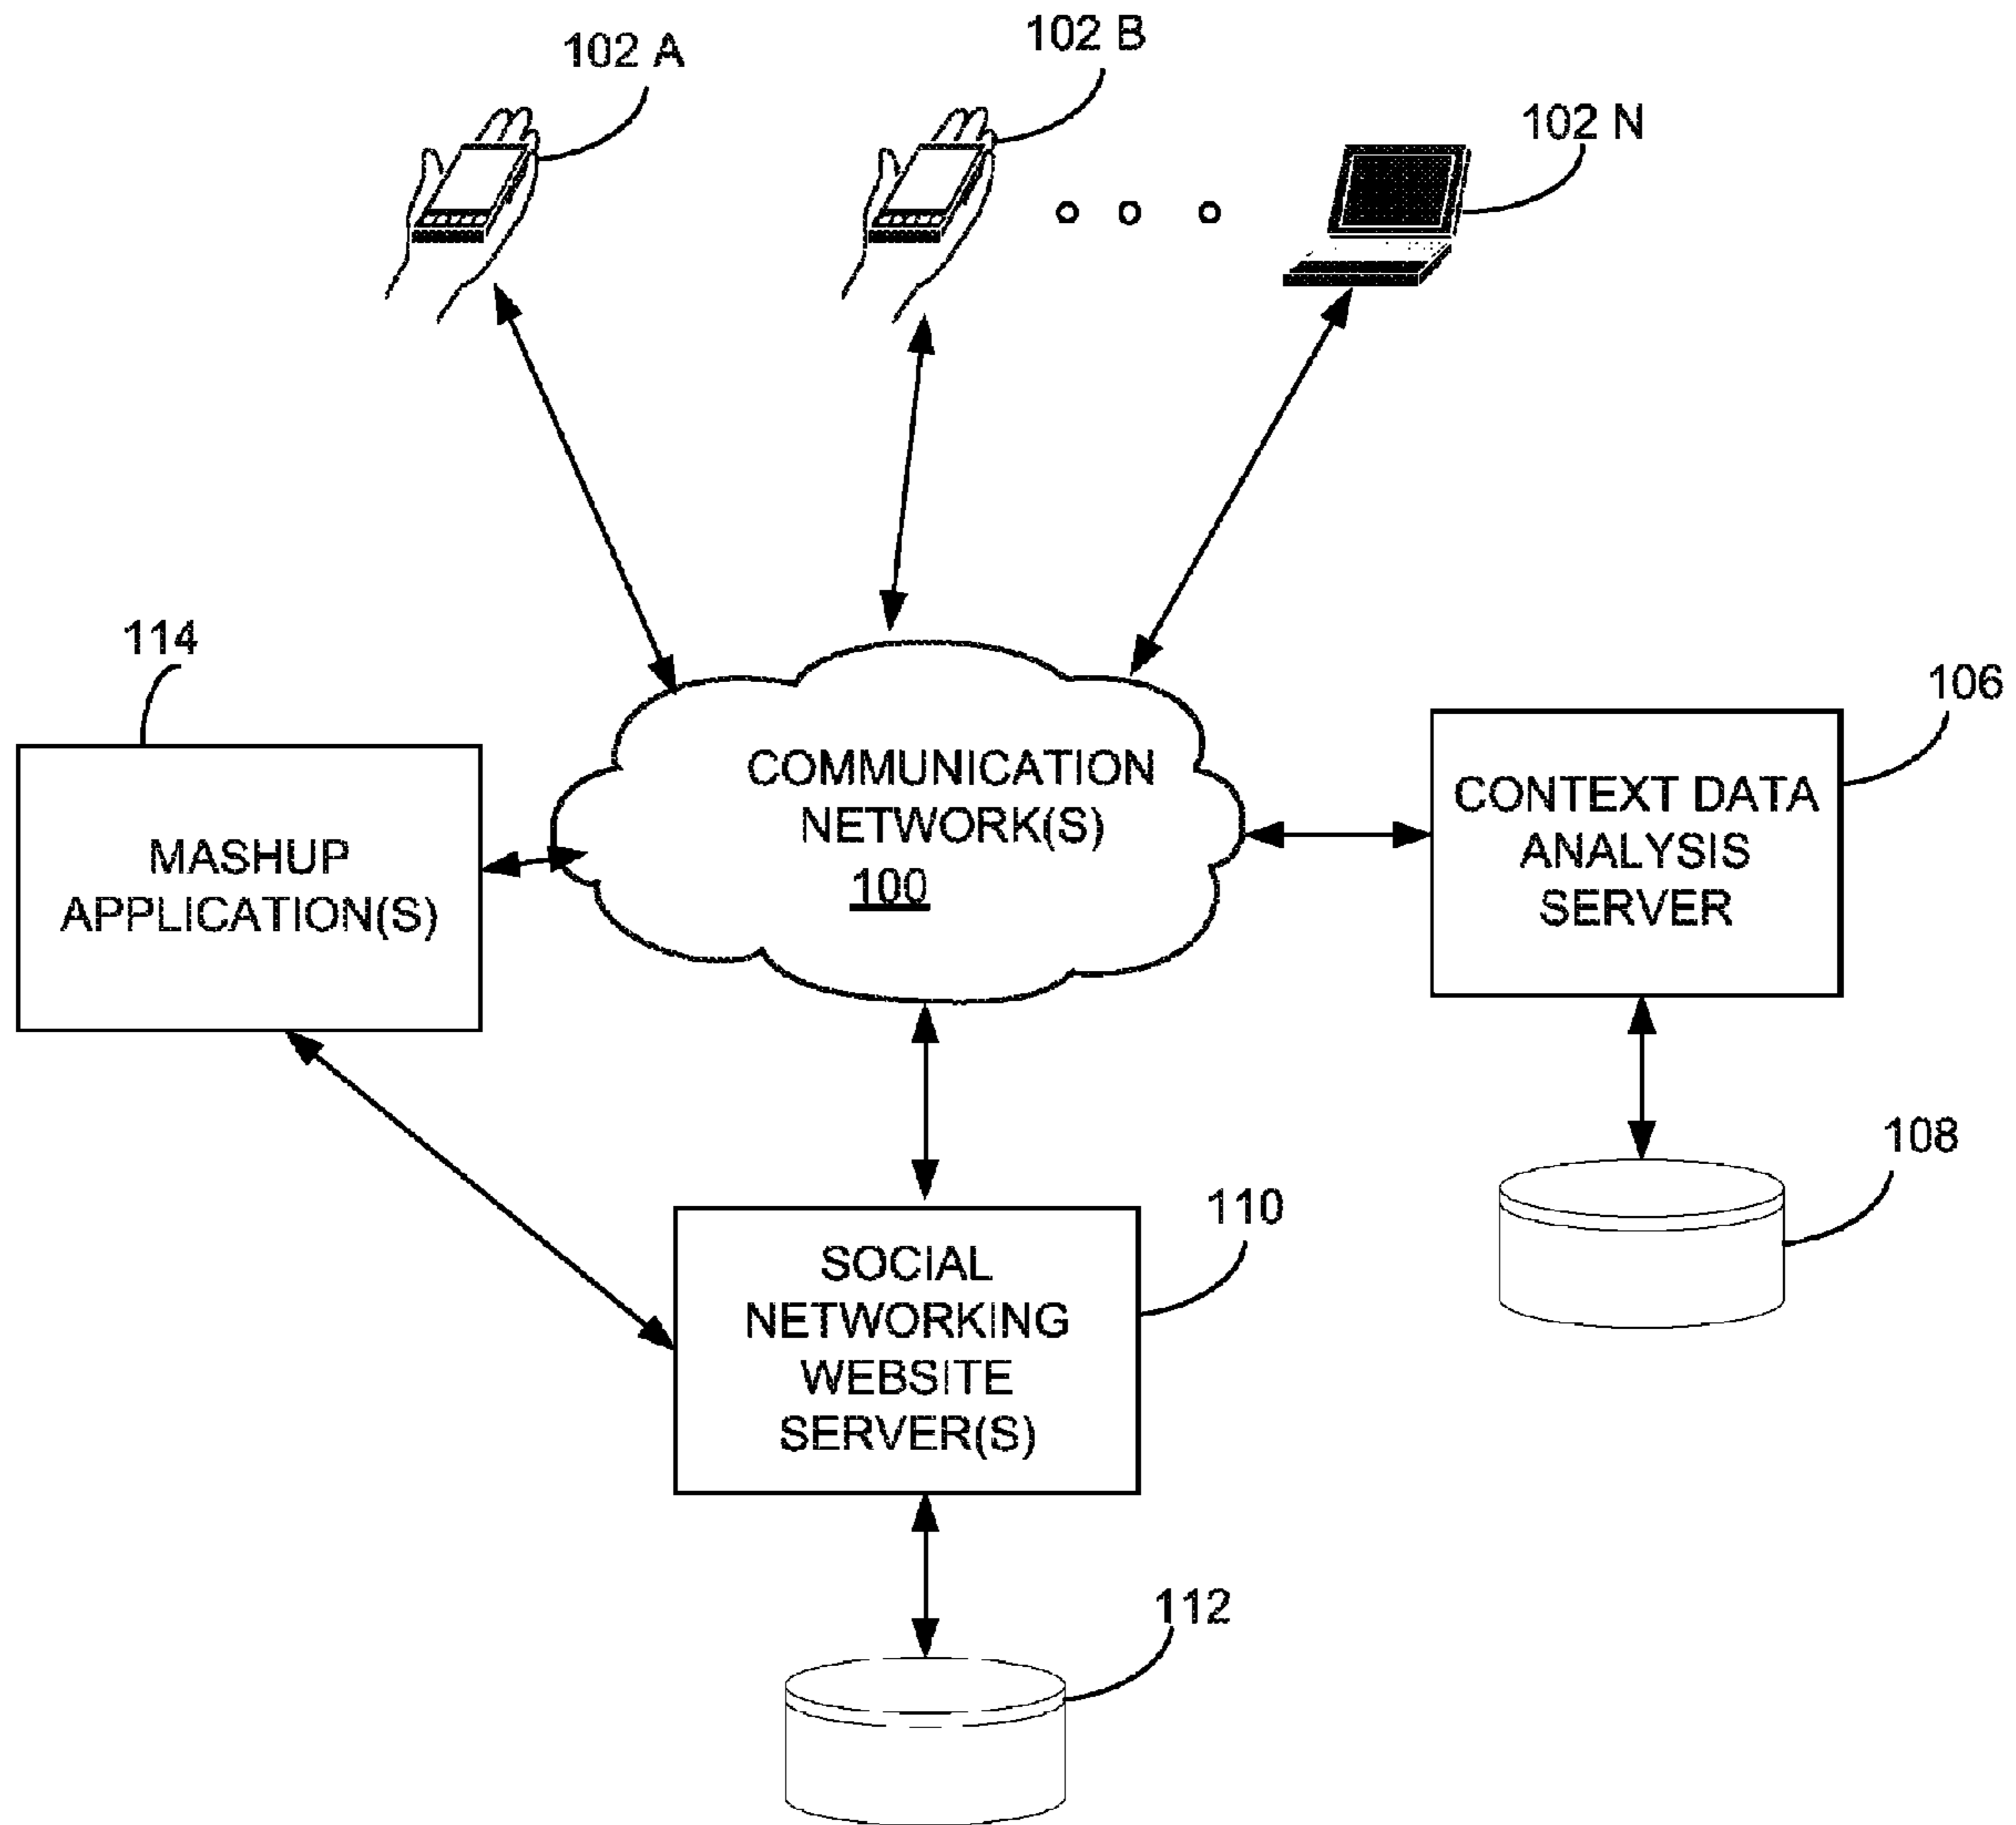 102 A
102 B
102 N
114
106
COMMUNICATION
NETWORK(S)
100
MASHUP
APPLICATION(S)
CONTEXT DATA
ANALYSIS
SERVER
108
110
SOCIAL
NETWORKING
WEBSITE
SERVER(S)
112